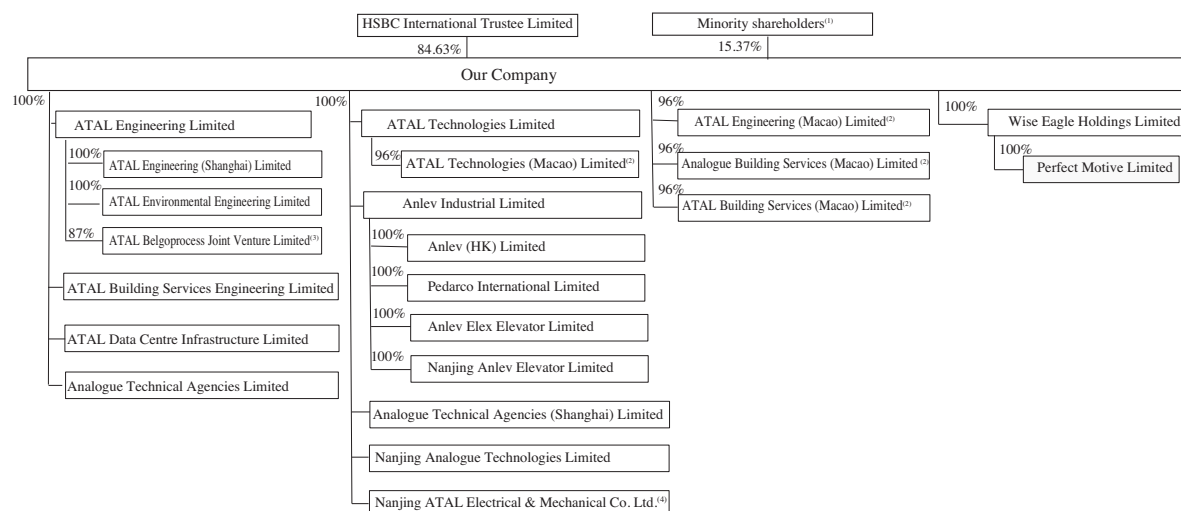 HSBC International Trustee Limited
Minority shareholders(1)
84.63%
15.37%
Our Company
100%
ATAL Engineering Limited
100%
ATAL Engineering (Shanghai) Limited
100%
ATAL Environmental Engineering Limited
87%
ATAL Belgoprocess Joint Venture Limited(3)
ATAL Building Services Engineering Limited
ATAL Data Centre Infrastructure Limited
Analogue Technical Agencies Limited
100%
ATAL Technologies Limited
96%
ATAL Technologies (Macao) Limited(2)
Anlev Industrial Limited
100%
Anlev (HK) Limited
100%
Pedarco International Limited
100%
Anlev Elex Elevator Limited
100%
Nanjing Anlev Elevator Limited
Analogue Technical Agencies (Shanghai) Limited
Nanjing Analogue Technologies Limited
Nanjing ATAL Electrical & Mechanical Co. Ltd.(4)
96%
ATAL Engineering (Macao) Limited(2)
96%
Analogue Building Services (Macao) Limited(2)
96%
ATAL Building Services (Macao) Limited(2)
100%
Wise Eagle Holdings Limited
100%
Perfect Motive Limited